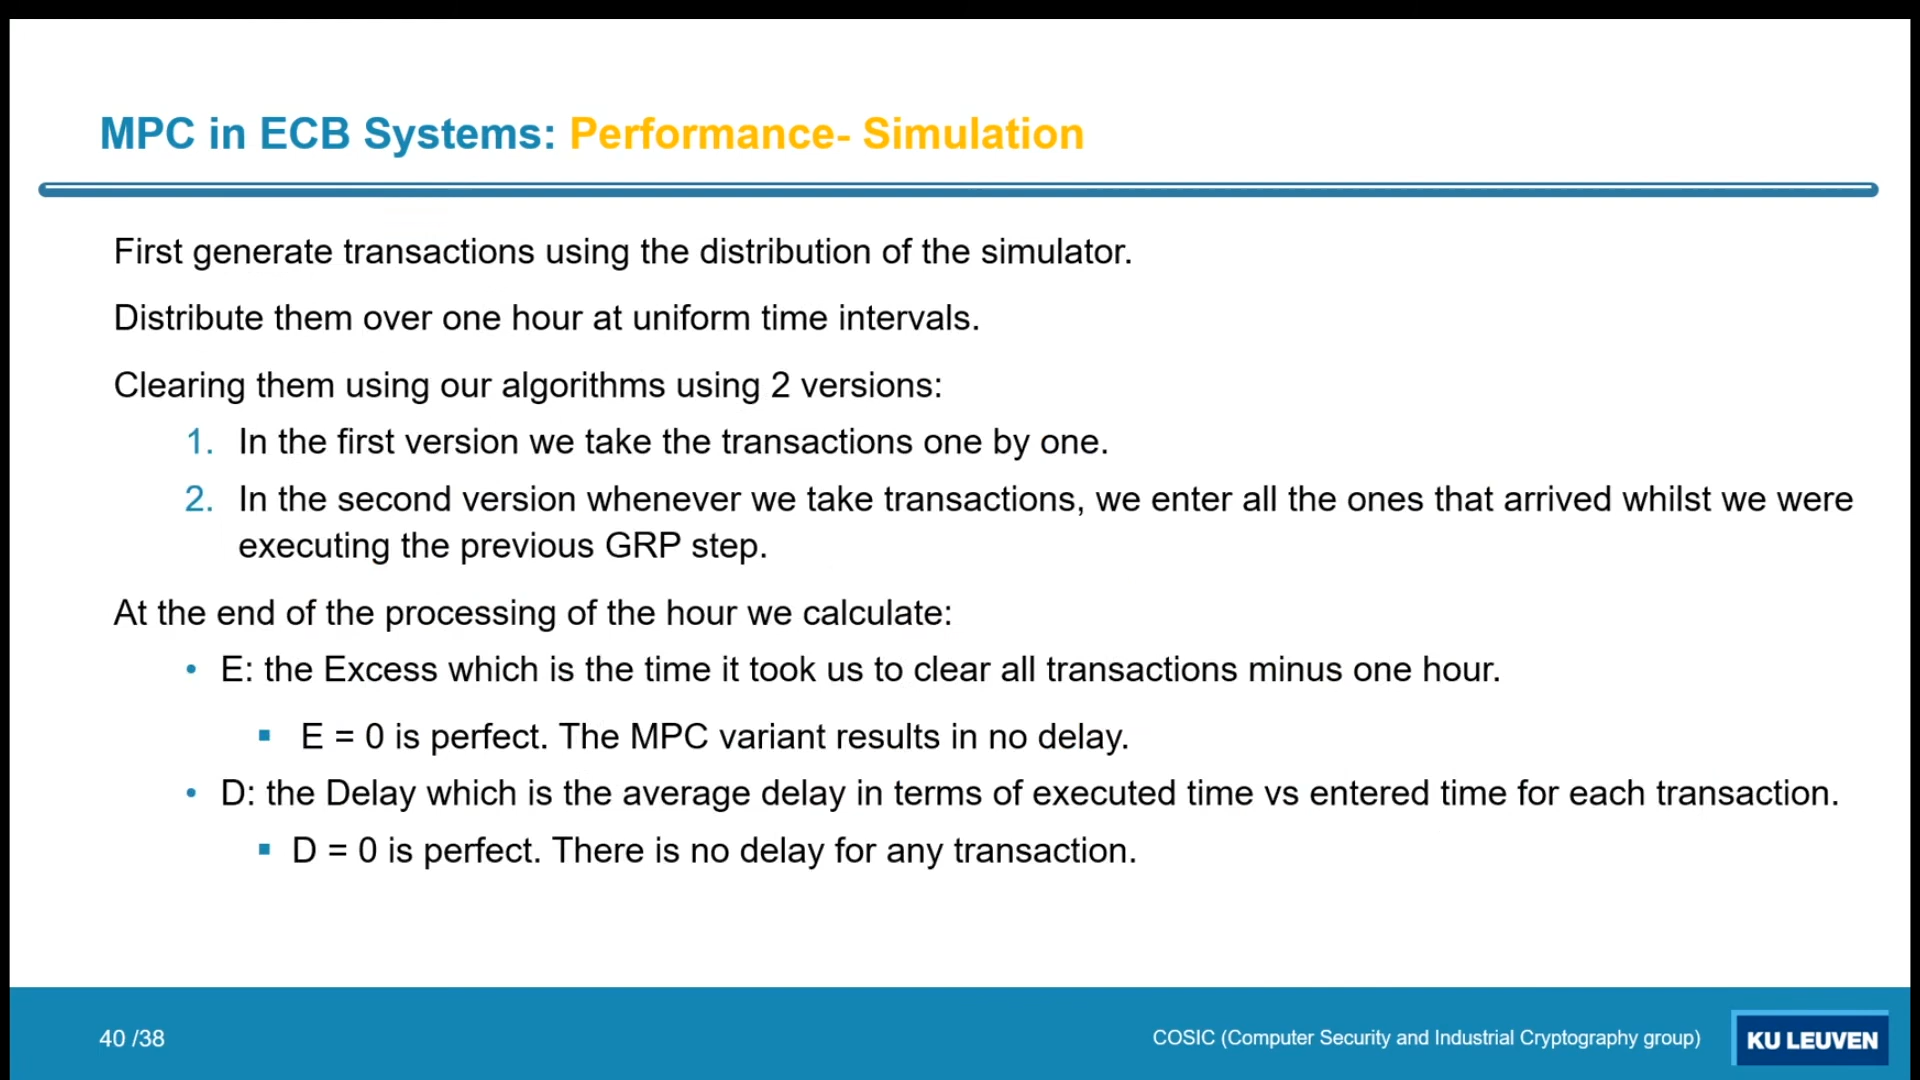 MPC in ECB Systems: Performance- Simulation
First generate transactions using the distribution of the simulator.
Distribute them over one hour at uniform time intervals.
Clearing them using our algorithms using 2 versions:
1. In the first version we take the transactions one by one.
2. In the second version whenever we take transactions, we enter all the ones that arrived whilst we were
executing the previous GRP step.
At the end of the processing of the hour we calculate:
• E: the Excess which is the time it took us to clear all transactions minus one hour.
▪ E = 0 is perfect. The MPC variant results in no delay.
• D: the Delay which is the average delay in terms of executed time vs entered time for each transaction.
▪ D = 0 is perfect. There is no delay for any transaction.
40 /38
COSIC (Computer Security and Industrial Cryptography group)
KU LEUVEN